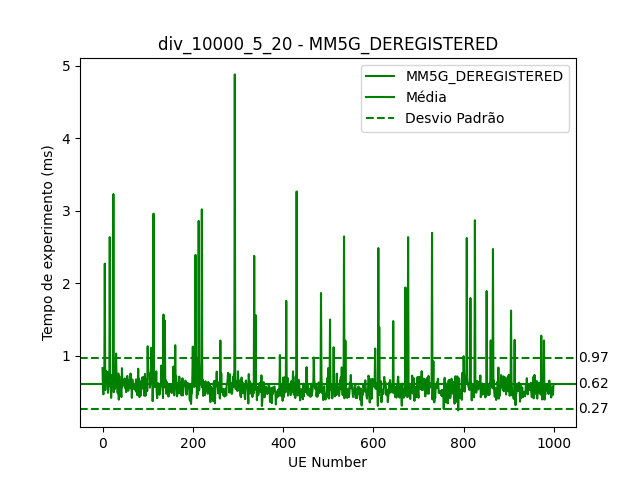 div_10000_5_20 - MM5G_DEREGISTERED
MM5G_DEREGISTERED
Média
Desvio Padrão
Tempo de experimento (ms)
5
4
3
2
1
0.97
0.62
0.27
0
200
400
600
800
1000
UE Number